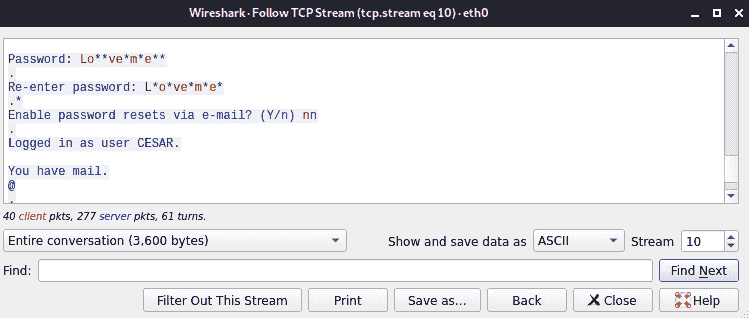 Wireshark · Follow TCP Stream (tcp.stream eq 10) · eth0
Password: Lo**ve*m*e**
.
Re-enter password: L*o*ve*m*e*
.*
Enable password resets via e-mail? (Y/n) nn
.
Logged in as user CESAR.
You have mail.
@
.
40 client pkts, 277 server pkts, 61 turns.
Entire conversation (3,600 bytes) Show and save data as ASCII Stream 10
Find: Find Next
Filter Out This Stream Print Save as... Back Close Help